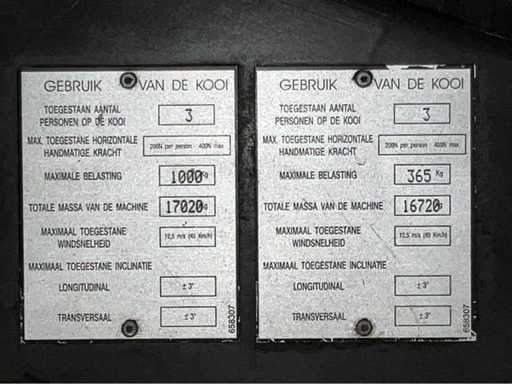 GEBRUIK VAN DE KOOI
TOEGESTAAN AANTAL
PERSONEN OP DE KOOI
3
MAX. TOEGESTANE HORIZONTALE
HANDMATIGE KRACHT
200N per person - 400N max
MAXIMALE BELASTING
1000 Kg
TOTALE MASSA VAN DE MACHINE
17020 g
MAXIMAAL TOEGESTANE
WINDSNELHEID
12,5 m/s (45 Km/h)
MAXIMAAL TOEGESTANE INCLINATIE
LONGITUDINAL
± 3°
TRANSVERSAAL
± 3°
658307
GEBRUIK VAN DE KOOI
TOEGESTAAN AANTAL
PERSONEN OP DE KOOI
3
MAX. TOEGESTANE HORIZONTALE
HANDMATIGE KRACHT
200N per person - 400N max
MAXIMALE BELASTING
365 Kg
TOTALE MASSA VAN DE MACHINE
16720 g
MAXIMAAL TOEGESTANE
WINDSNELHEID
12,5 m/s (45 Km/h)
MAXIMAAL TOEGESTANE INCLINATIE
LONGITUDINAL
± 3°
TRANSVERSAAL
± 3°
658307